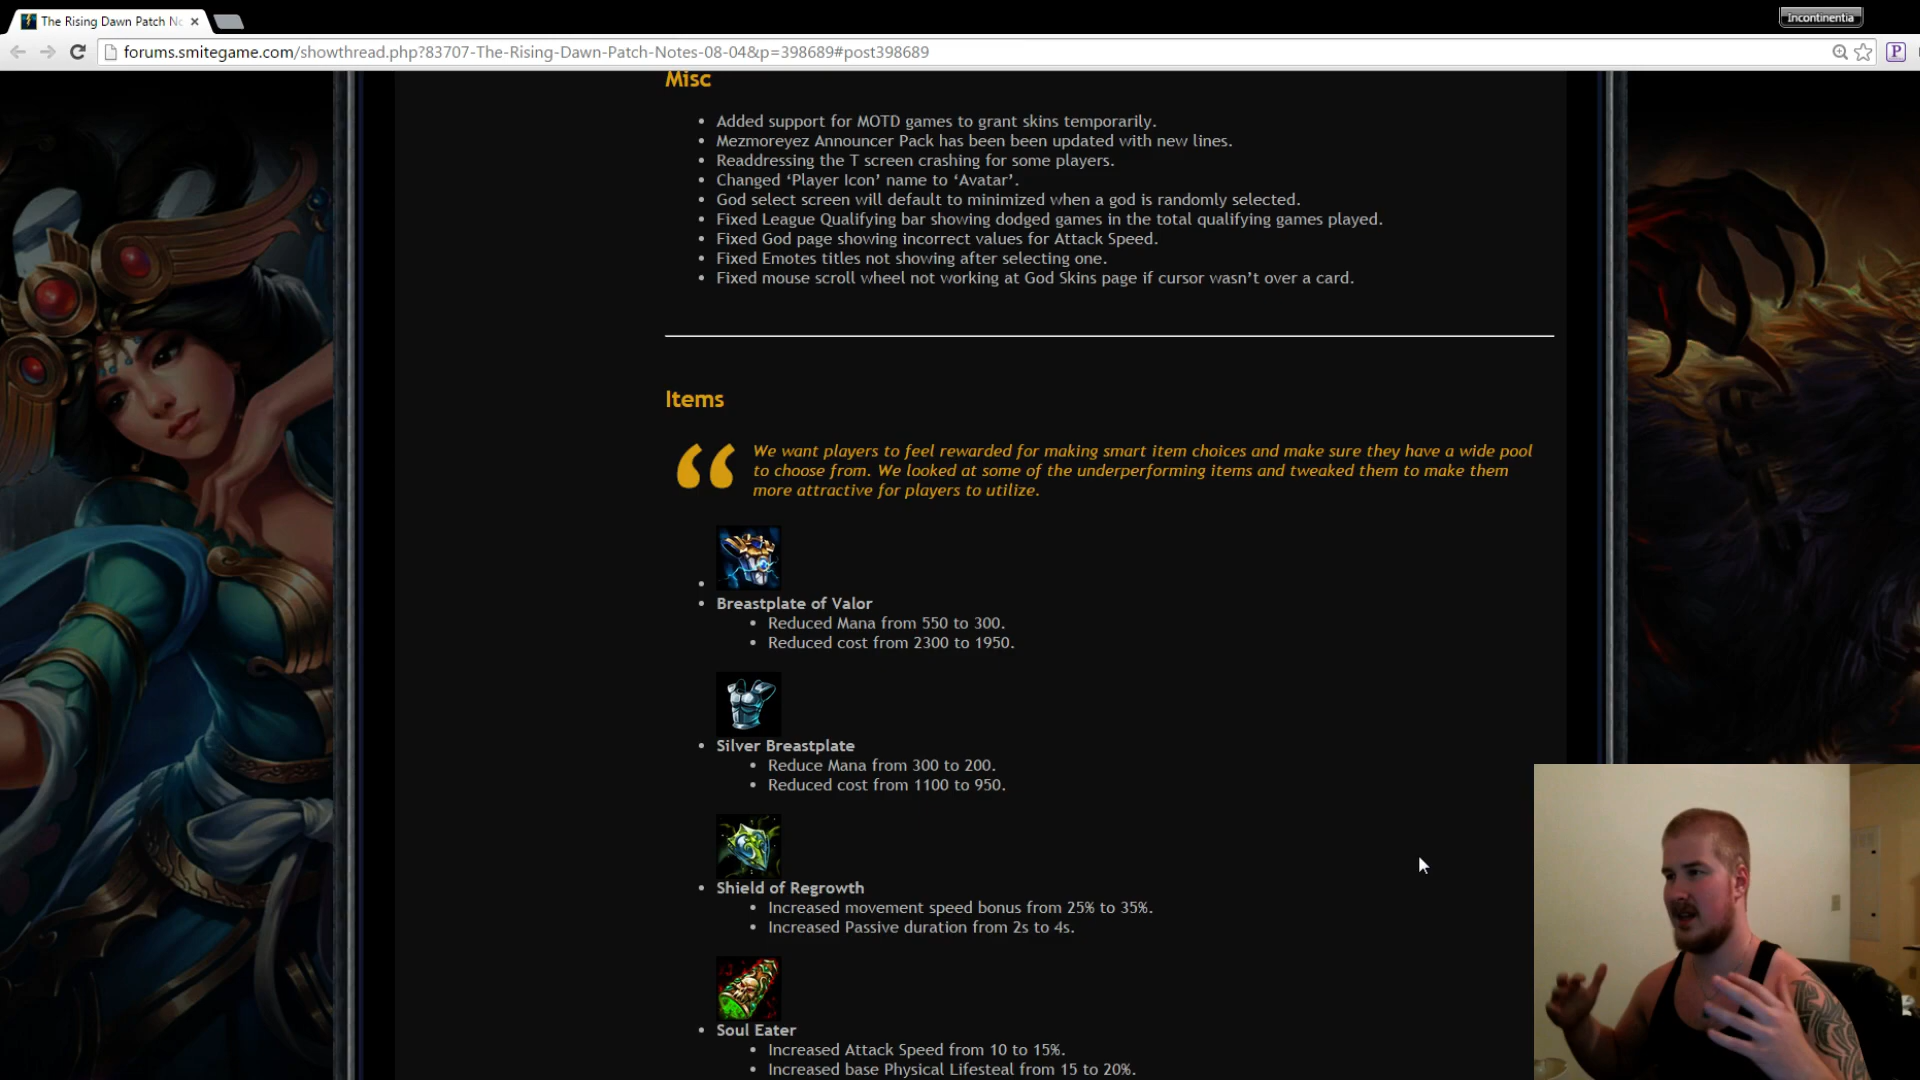 The Rising Dawn Patch No
Incontinentia
forums.smitegame.com/showthread.php?83707-The-Rising-Dawn-Patch-Notes-08-04&p=398689#post398689
P
Misc
• Added support for MOTD games to grant skins temporarily.
• Mezmoreyez Announcer Pack has been been updated with new lines.
• Readdressing the T screen crashing for some players.
• Changed ‘Player Icon’ name to ‘Avatar’.
• God select screen will default to minimized when a god is randomly selected.
• Fixed League Qualifying bar showing dodged games in the total qualifying games played.
• Fixed God page showing incorrect values for Attack Speed.
• Fixed Emotes titles not showing after selecting one.
• Fixed mouse scroll wheel not working at God Skins page if cursor wasn’t over a card.
Items
“ We want players to feel rewarded for making smart item choices and make sure they have a wide pool
to choose from. We looked at some of the underperforming items and tweaked them to make them
more attractive for players to utilize.
• Breastplate of Valor
• Reduced Mana from 550 to 300.
• Reduced cost from 2300 to 1950.
• Silver Breastplate
• Reduce Mana from 300 to 200.
• Reduced cost from 1100 to 950.
• Shield of Regrowth
• Increased movement speed bonus from 25% to 35%.
• Increased Passive duration from 2s to 4s.
• Soul Eater
• Increased Attack Speed from 10 to 15%.
• Increased base Physical Lifesteal from 15 to 20%.